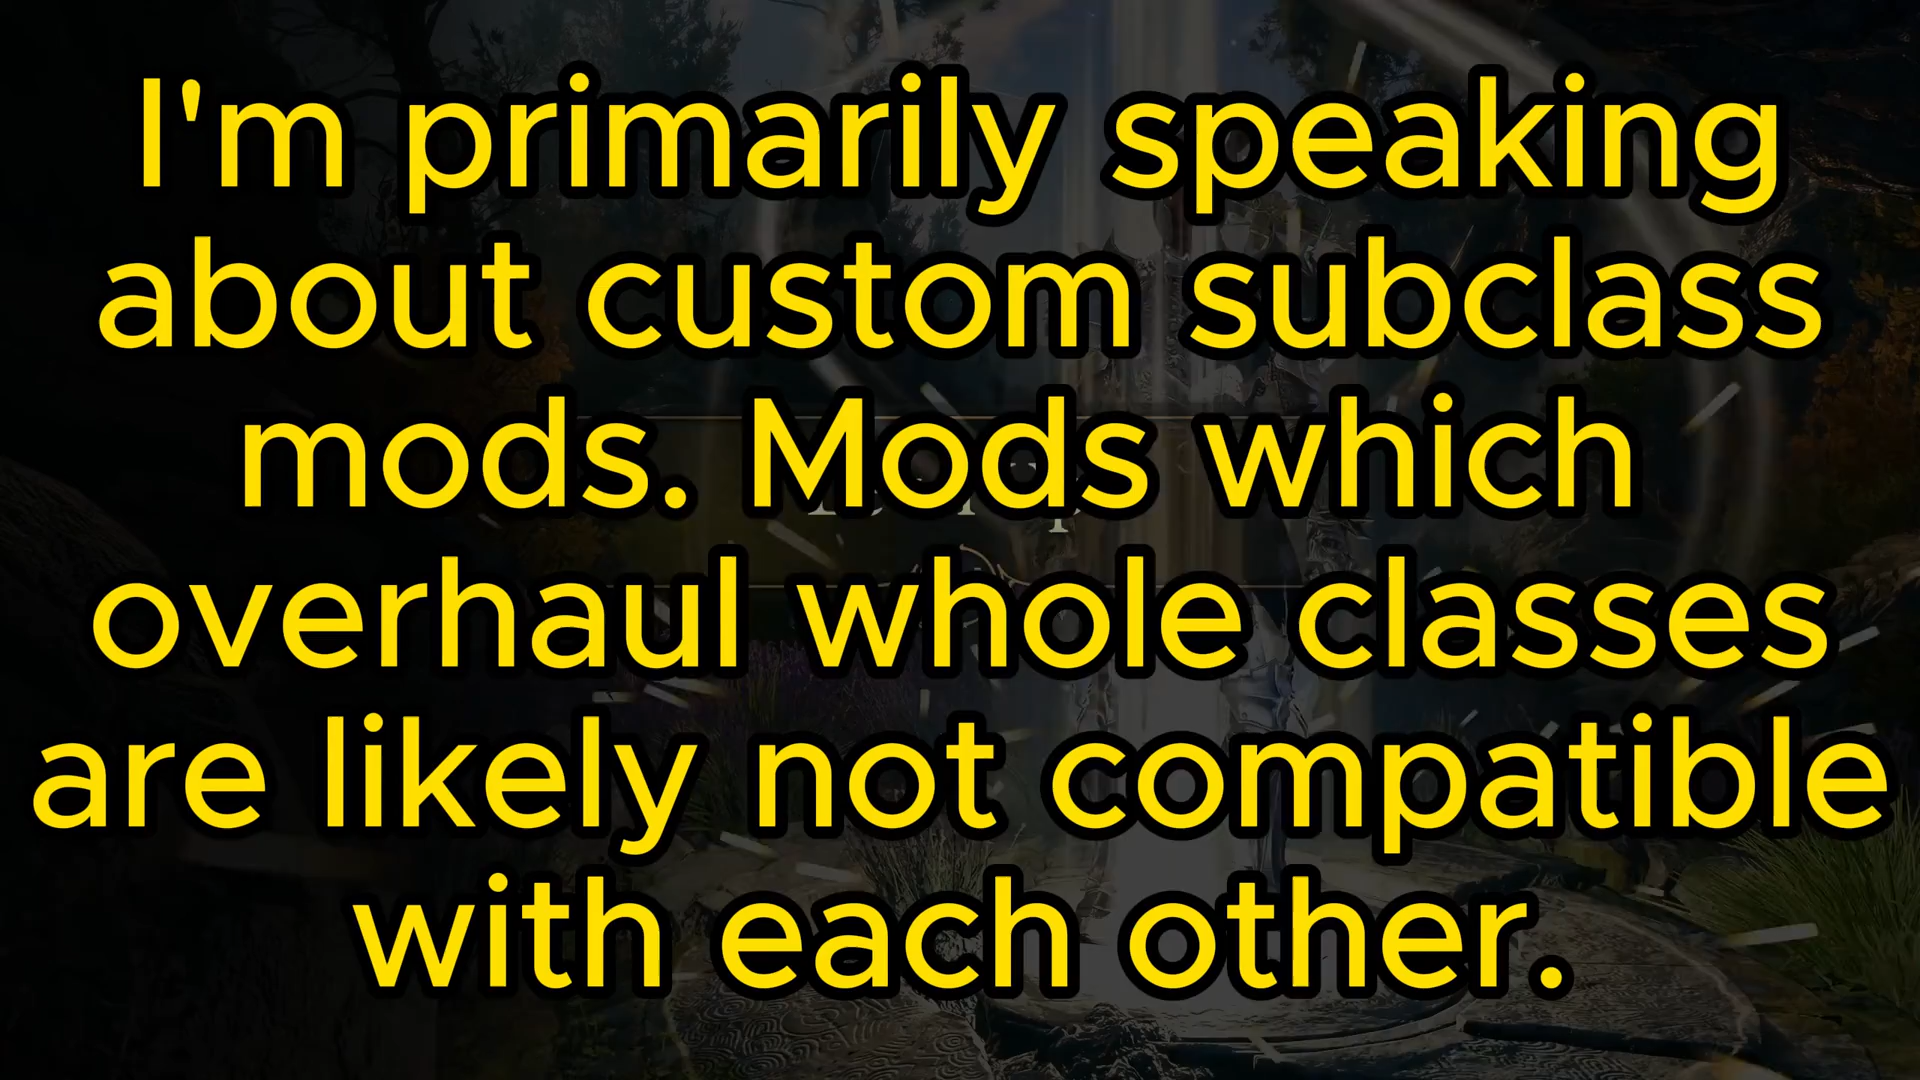 I'm primarily speaking
about custom subclass
mods. Mods which
overhaul whole classes
are likely not compatible
with each other.